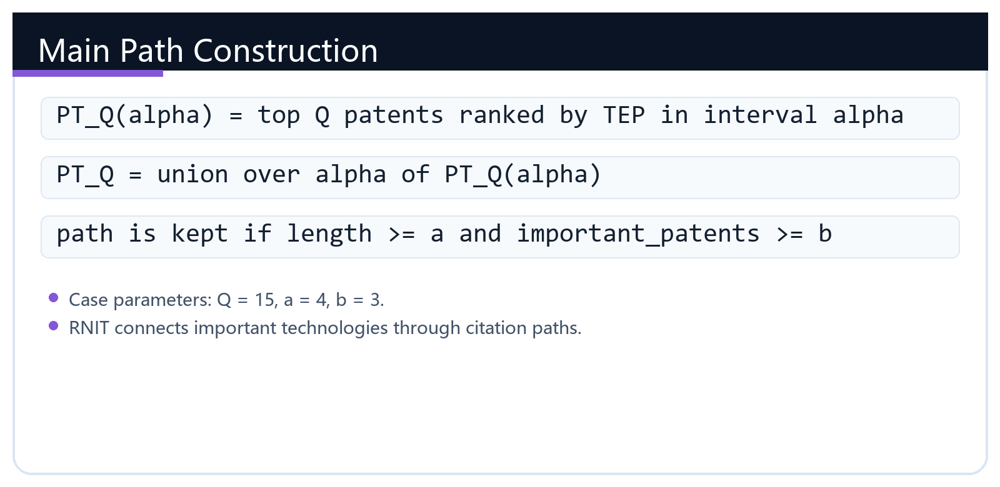 Main Path Construction
PT_Q(alpha) = top Q patents ranked by TEP in interval alpha
PT_Q = union over alpha of PT_Q(alpha)
path is kept if length >= a and important_patents >= b
Case parameters: Q = 15, a = 4, b = 3.
RNIT connects important technologies through citation paths.